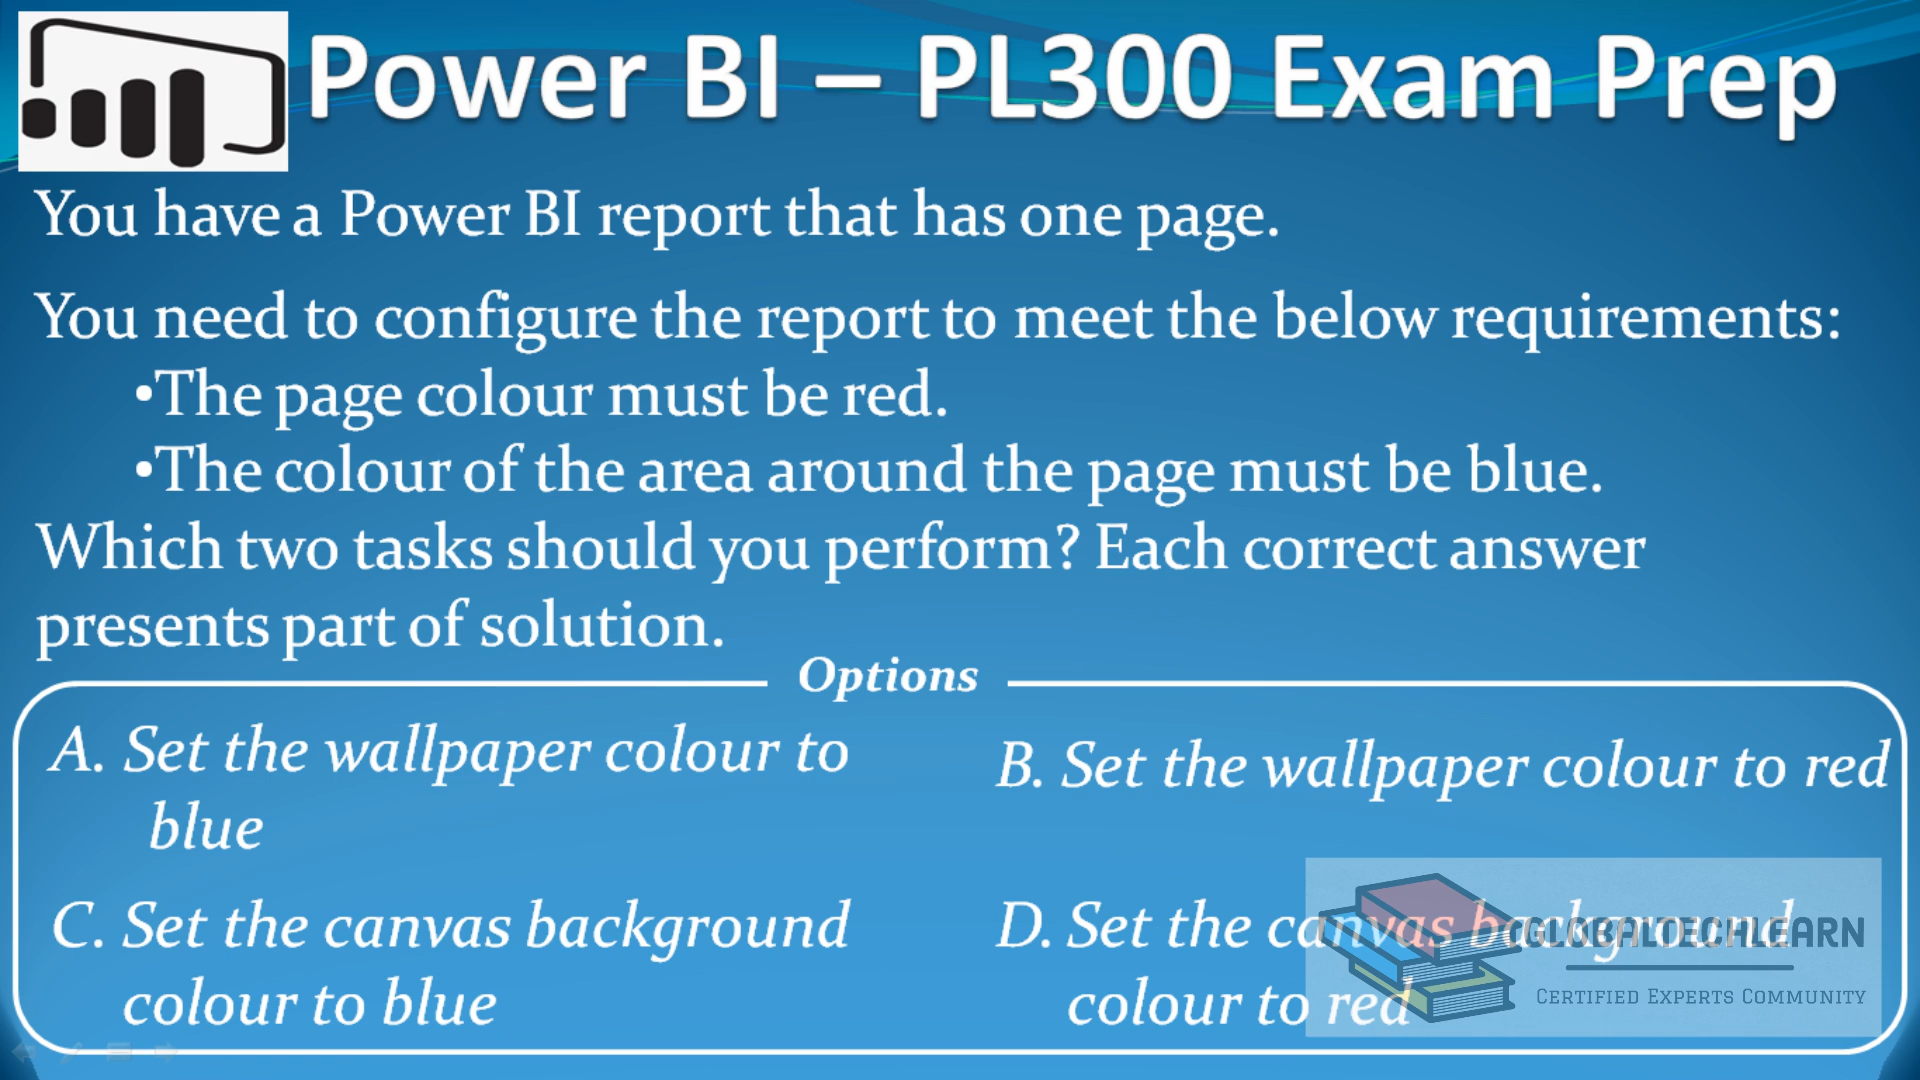 Power BI – PL300 Exam Prep
You have a Power BI report that has one page.
You need to configure the report to meet the below requirements:
•The page colour must be red.
•The colour of the area around the page must be blue.
Which two tasks should you perform? Each correct answer
presents part of solution.
Options
A. Set the wallpaper colour to
blue
B. Set the wallpaper colour to red
C. Set the canvas background
colour to blue
D. Set the canvas background
colour to red
GLOBALTECHLEARN
CERTIFIED EXPERTS COMMUNITY